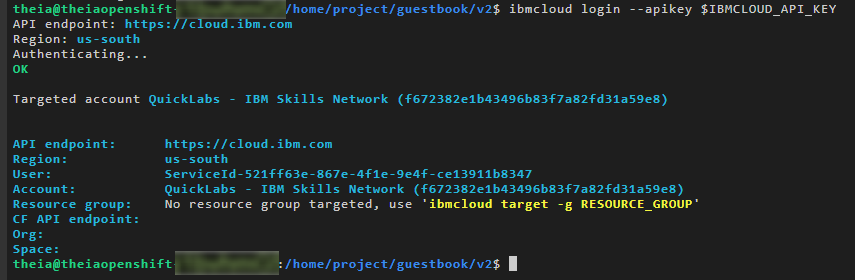 theia@theiaopenshift- /home/project/guestbook/v2$ ibmcloud login --apikey $IBMCLOUD_API_KEY
API endpoint: https://cloud.ibm.com
Region: us-south
Authenticating...
OK
Targeted account QuickLabs - IBM Skills Network (f672382e1b43496b83f7a82fd31a59e8)
API endpoint: https://cloud.ibm.com
Region: us-south
User: ServiceId-521ff63e-867e-4f1e-9e4f-ce13911b8347
Account: QuickLabs - IBM Skills Network (f672382e1b43496b83f7a82fd31a59e8)
Resource group: No resource group targeted, use 'ibmcloud target -g RESOURCE_GROUP'
CF API endpoint:
Org:
Space:
theia@theiaopenshift- :/home/project/guestbook/v2$